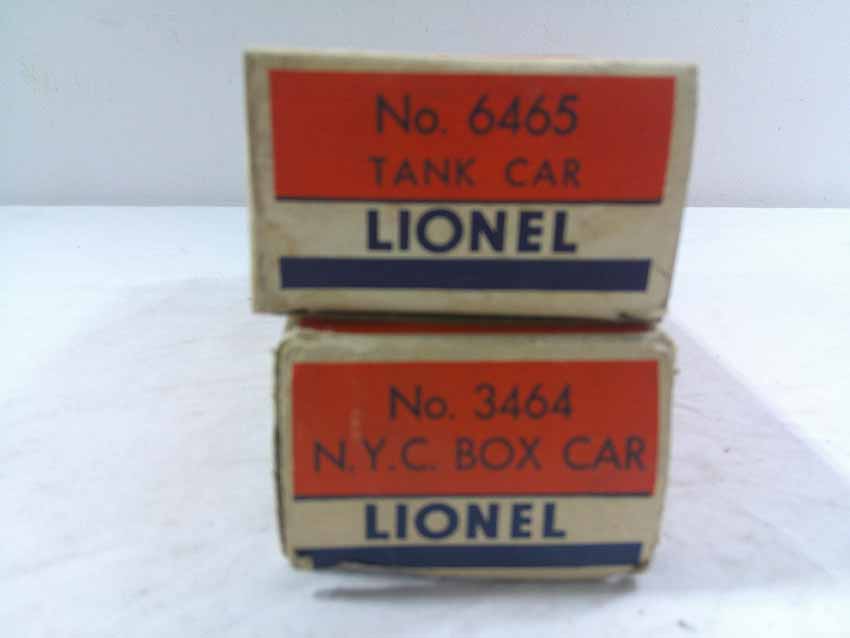 No. 6465
TANK CAR
LIONEL
No. 3464
N.Y.C. BOX CAR
LIONEL